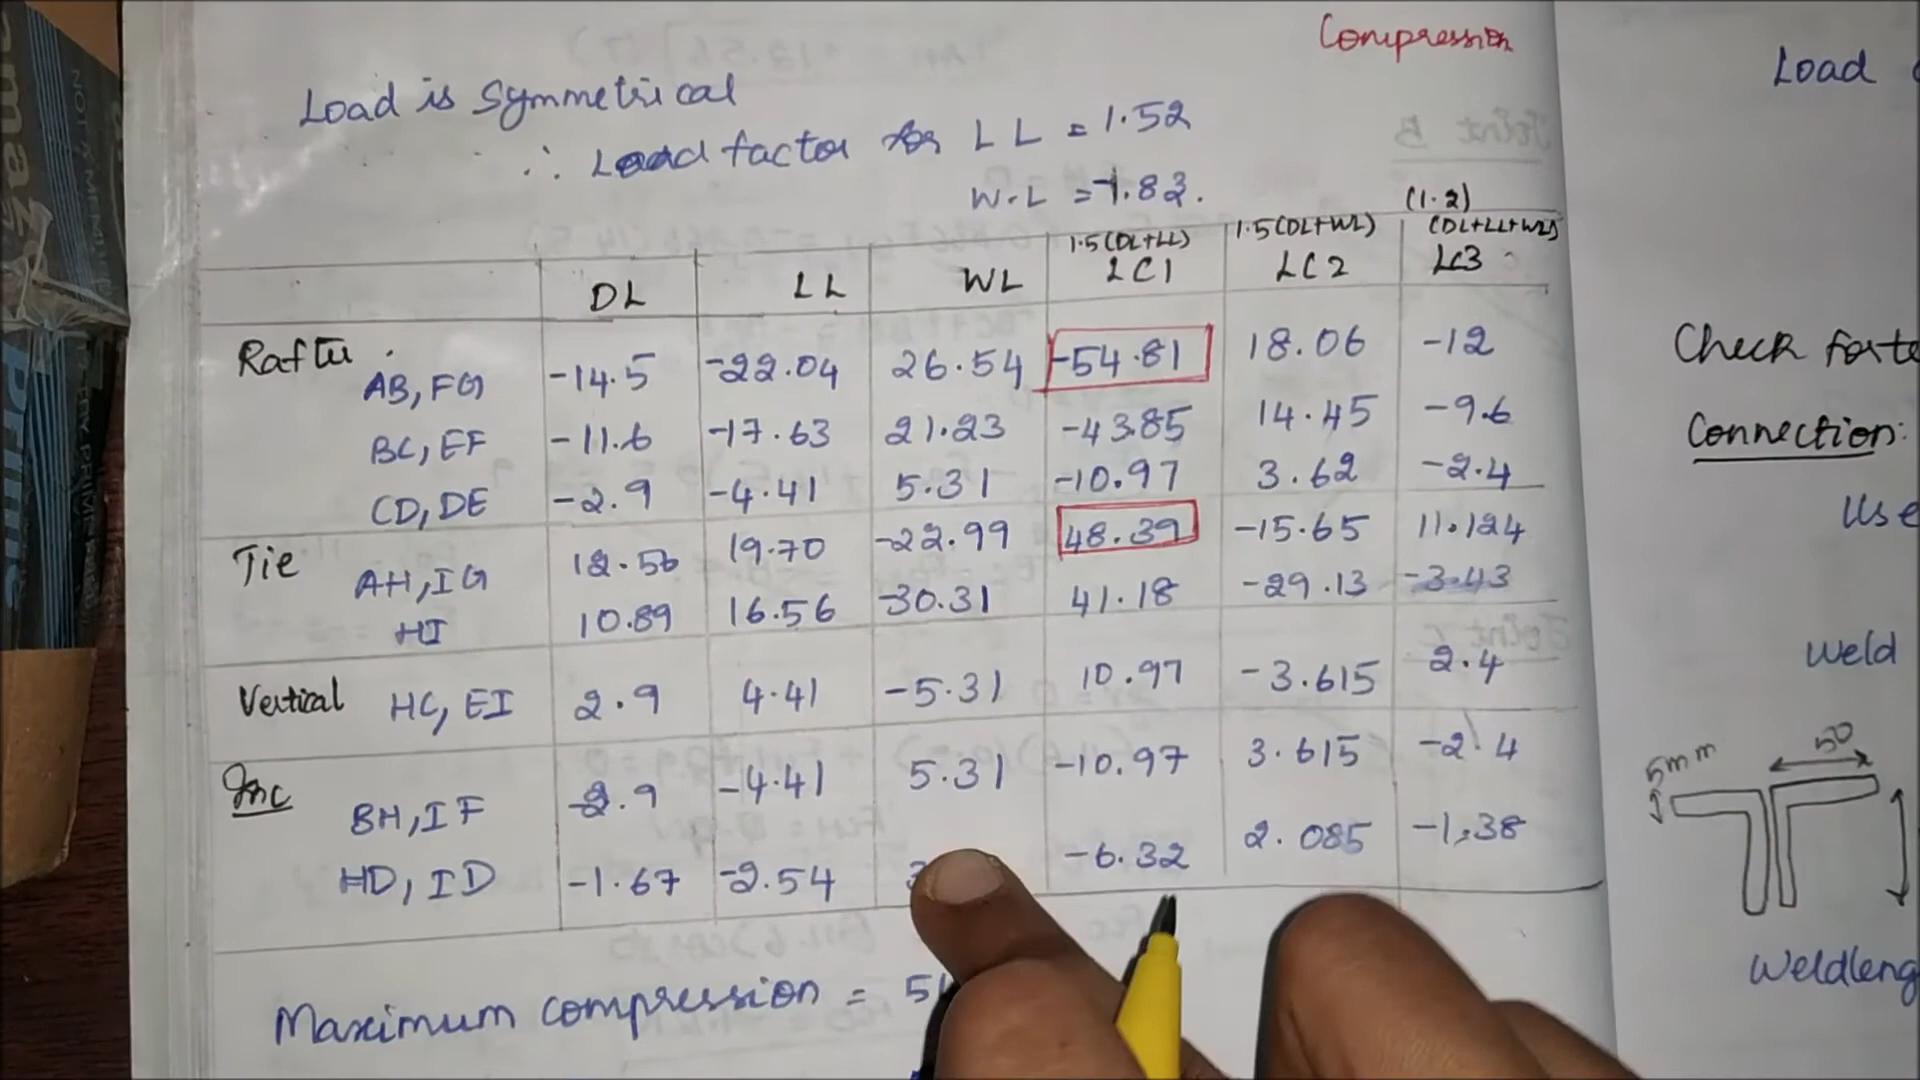 Compression
Load is Symmetrical
∴ Load factor for LL = 1.52
W.L = -1.83.
DL LL WL 1.5(DL+LL) LC1 1.5(DL+WL) LC2 (1.2) (DL+LL+WL) LC3
Rafter
AB, FG -14.5 -22.04 26.54 -54.81 18.06 -12
BC, EF -11.6 -17.63 21.23 -43.85 14.45 -9.6
CD, DE -2.9 -4.41 5.31 -10.97 3.62 -2.4
Tie
AH, IG 12.56 19.70 -22.99 48.39 -15.65 11.124
HI 10.89 16.56 -30.31 41.18 -29.13 -3.43
Vertical HC, EI 2.9 4.41 -5.31 10.97 -3.615 2.4
Inc
BH, IF -2.9 -4.41 5.31 -10.97 3.615 -2.4
HD, ID -1.67 -2.54 -6.32 2.085 -1.38
Maximum compression =
Load
Check for
Connection:
Use
Weld
5mm
50